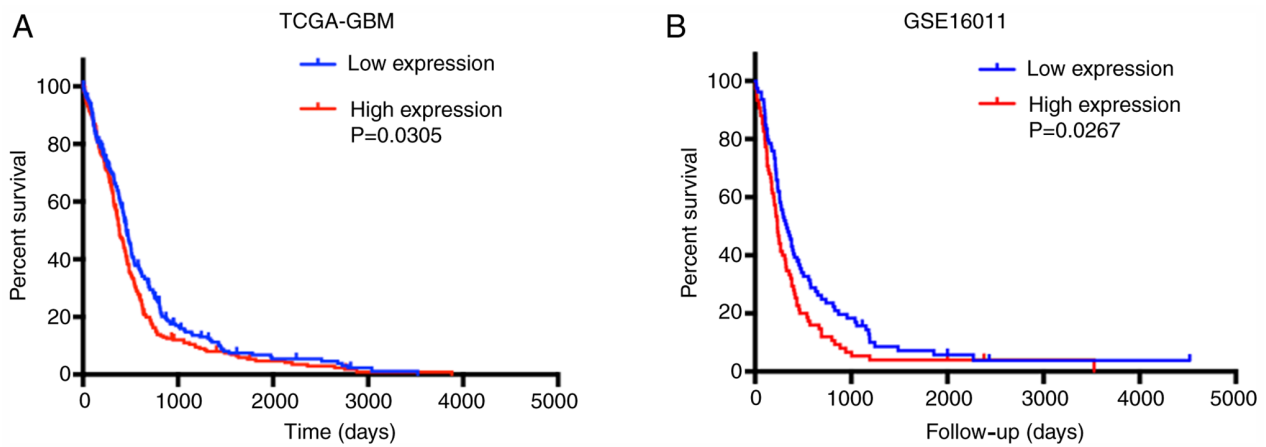 A
TCGA-GBM
Low expression
High expression
P=0.0305
Percent survival
100
80
60
40
20
0
0 1000 2000 3000 4000 5000
Time (days)
B
GSE16011
Low expression
High expression
P=0.0267
Percent survival
100
80
60
40
20
0
0 1000 2000 3000 4000 5000
Follow-up (days)